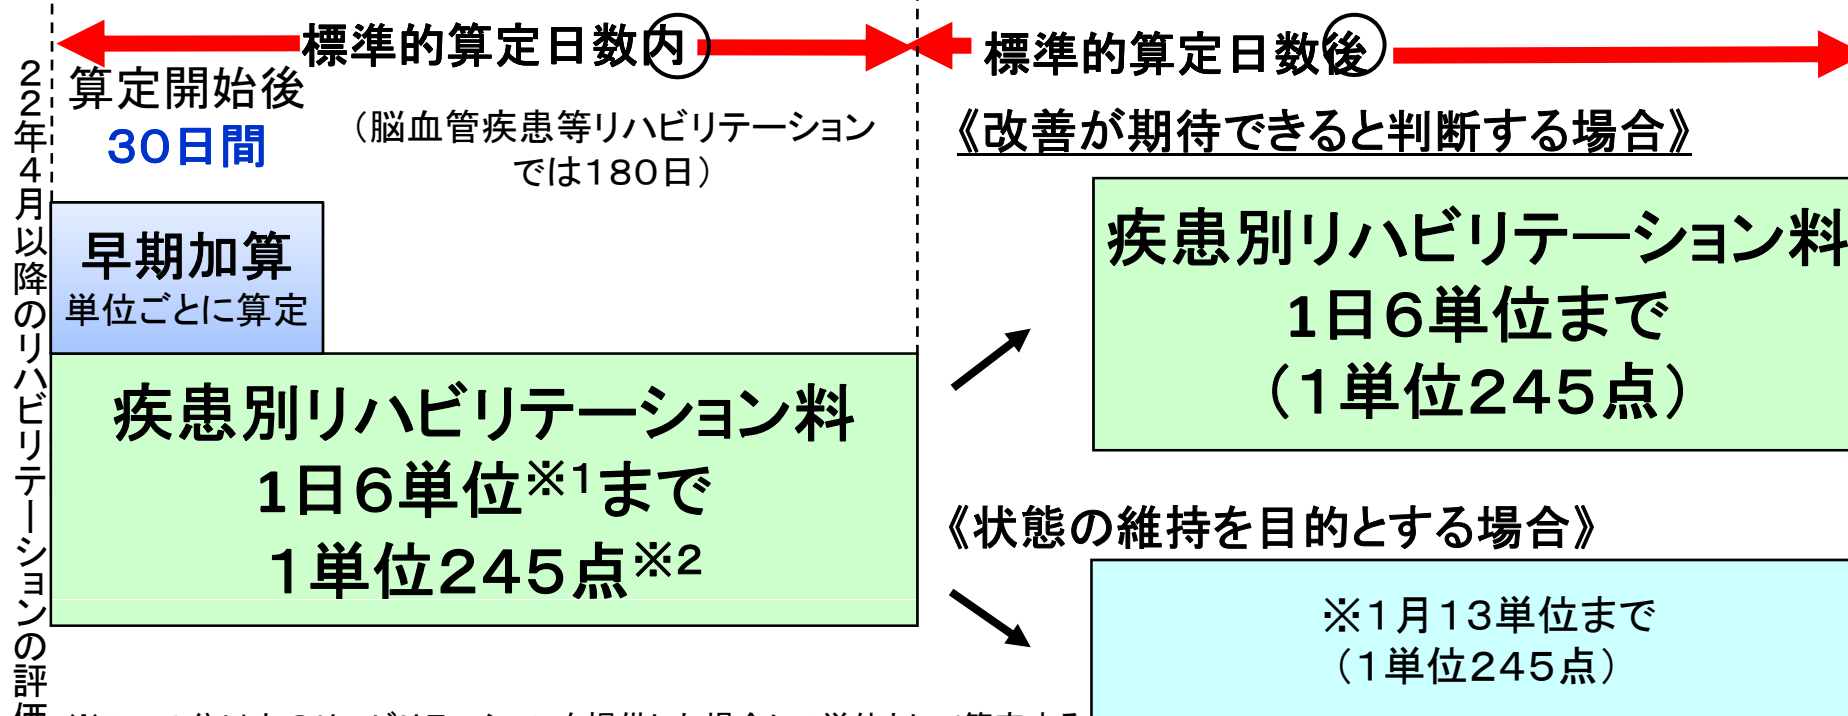 22年4月以降のリハビリテーションの評価
標準的算定日数内
算定開始後
30日間
（脳血管疾患等リハビリテーション
では180日）
早期加算
単位ごとに算定
疾患別リハビリテーション料
1日6単位※1まで
1単位245点※2
標準的算定日数後
《改善が期待できると判断する場合》
疾患別リハビリテーション料
1日6単位まで
（1単位245点）
《状態の維持を目的とする場合》
※1月13単位まで
（1単位245点）